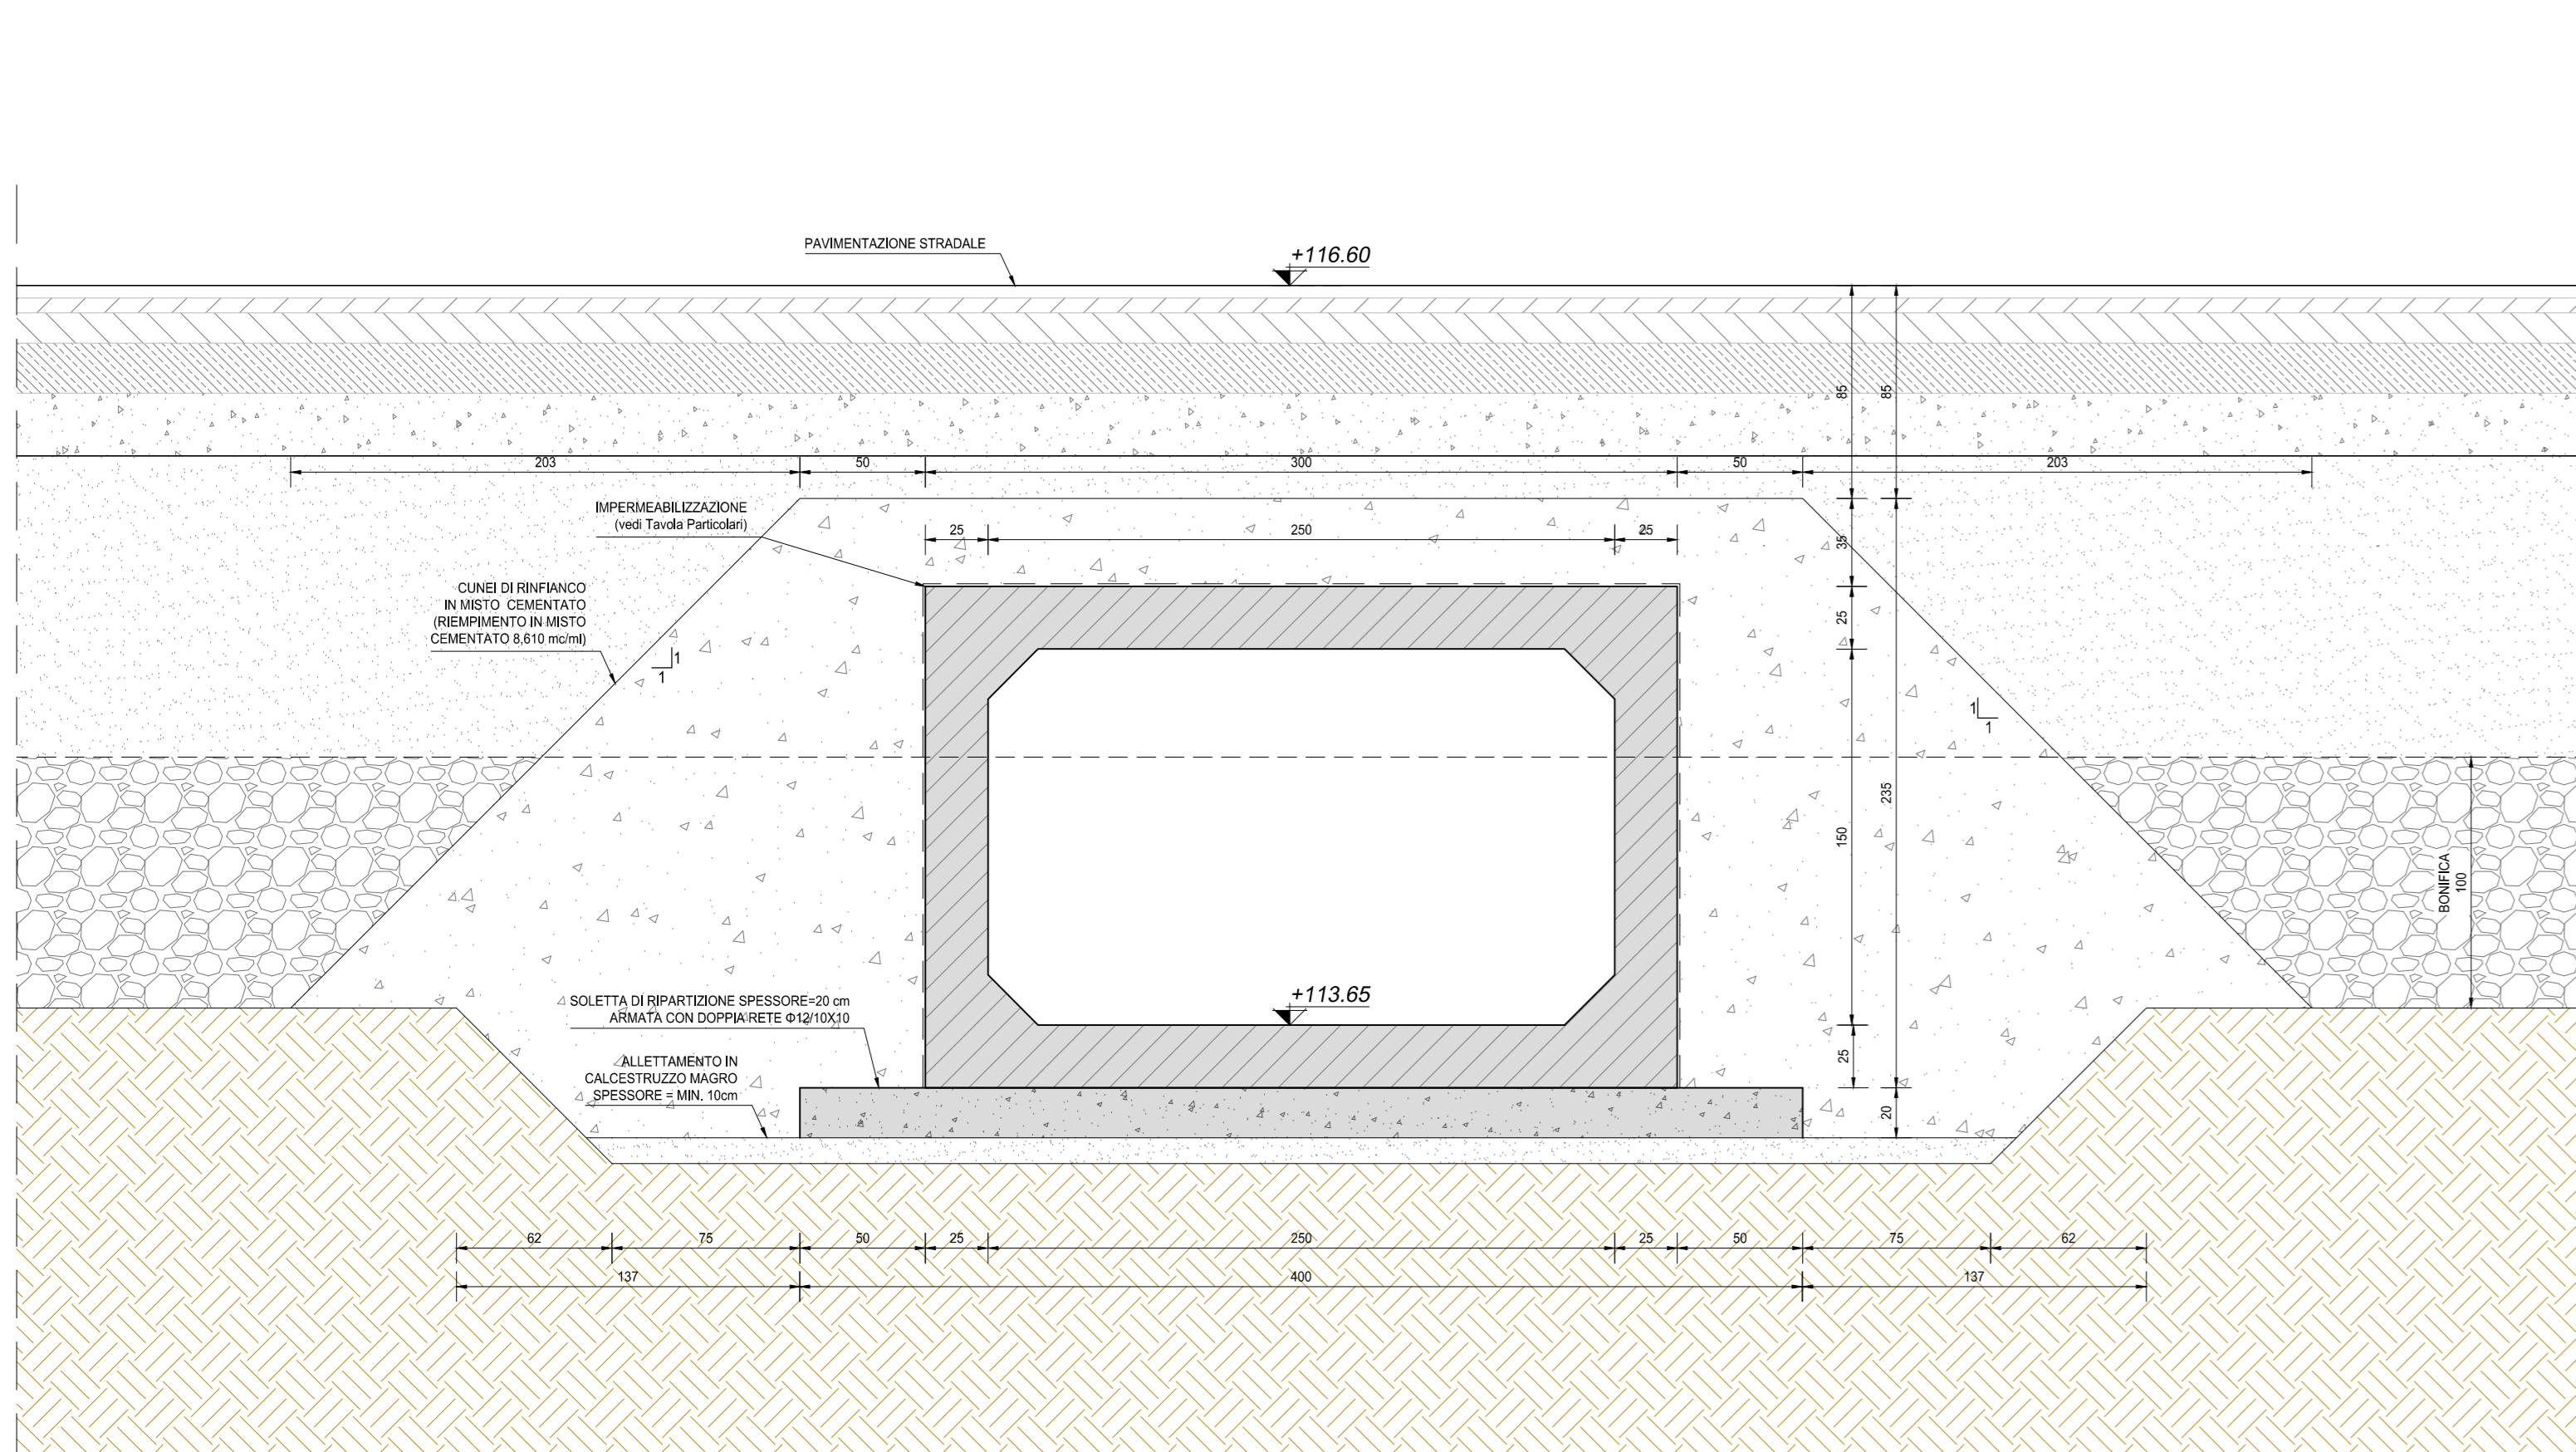 PAVIMENTAZIONE STRADALE
+116.60
85
85
203
50
300
50
203
IMPERMEABILIZZAZIONE
(vedi Tavola Particolari)
25
250
25
35
CUNEI DI RINFIANCO
IN MISTO CEMENTATO
(RIEMPIMENTO IN MISTO
CEMENTATO 8,610 mc/ml)
25
1
1
1
1
235
150
BONIFICA
100
SOLETTA DI RIPARTIZIONE SPESSORE=20 cm
ARMATA CON DOPPIA RETE Φ12/10X10
+113.65
25
ALLETTAMENTO IN
CALCESTRUZZO MAGRO
SPESSORE = MIN. 10cm
20
62
75
50
25
250
25
50
75
62
137
400
137